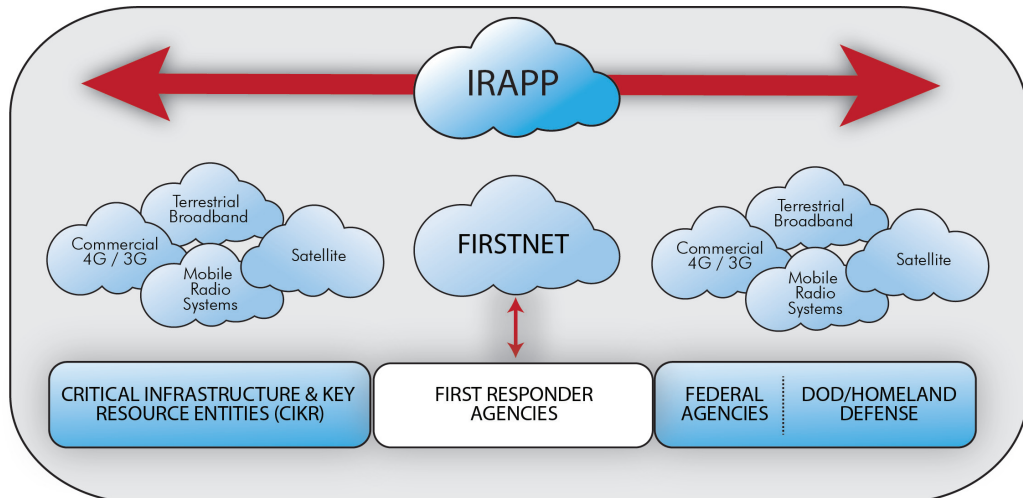 IRAPP
Terrestrial
Broadband
Commercial
4G / 3G
Mobile
Radio
Systems
Satellite
FIRSTNET
Terrestrial
Broadband
Commercial
4G / 3G
Mobile
Radio
Systems
Satellite
CRITICAL INFRASTRUCTURE & KEY
RESOURCE ENTITIES (CIKR)
FIRST RESPONDER
AGENCIES
FEDERAL
AGENCIES
DOD/HOMELAND
DEFENSE